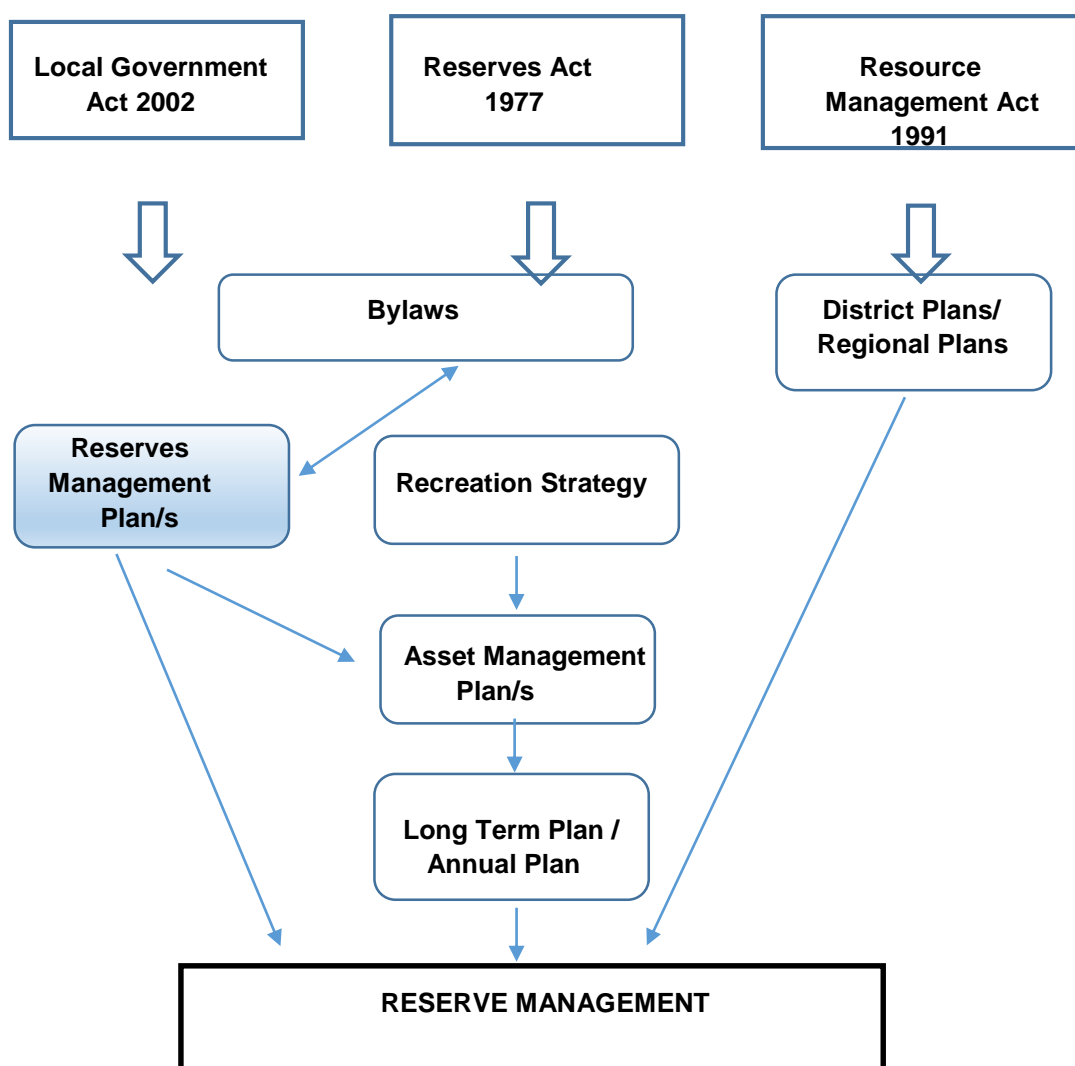 Local Government
Act 2002
Reserves Act
1977
Resource
Management Act
1991
Bylaws
District Plans/
Regional Plans
Reserves
Management
Plan/s
Recreation Strategy
Asset Management
Plan/s
Long Term Plan /
Annual Plan
RESERVE MANAGEMENT